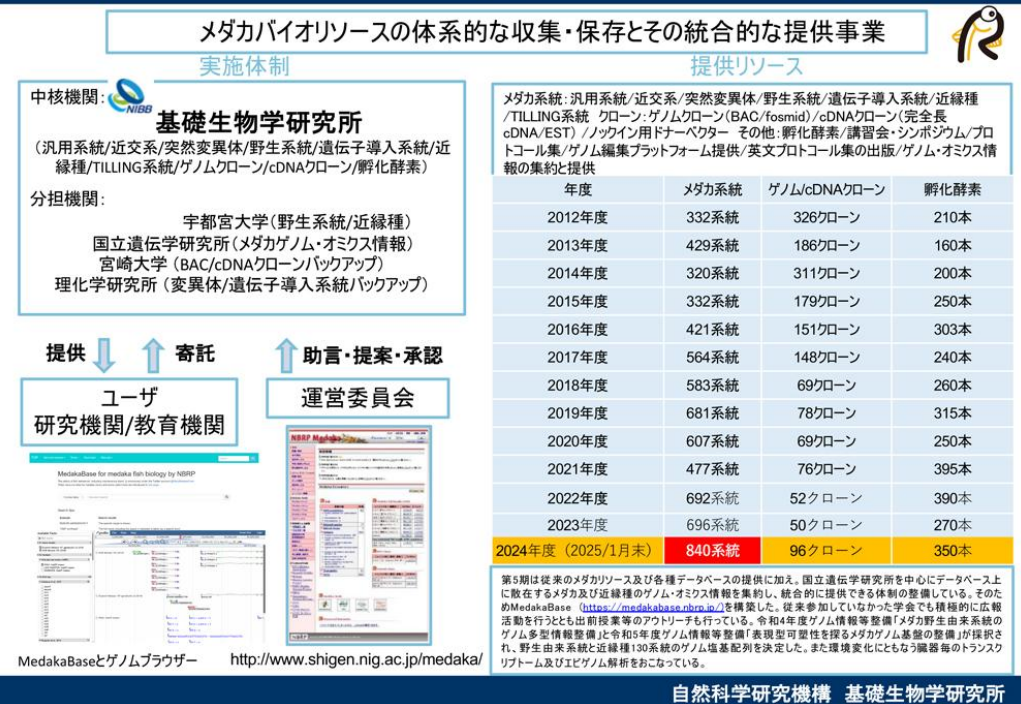 メダカバイオリソースの体系的な収集・保存とその統合的な提供事業
実施体制
中核機関:
NIBB
基礎生物学研究所
(汎用系統/近交系/突然変異体/野生系統/遺伝子導入系統/近
縁種/TILLING系統/ゲノムクローン/cDNAクローン/孵化酵素)
分担機関:
宇都宮大学(野生系統/近縁種)
国立遺伝学研究所(メダカゲノム・オミクス情報)
宮崎大学 (BAC/cDNAクローンバックアップ)
理化学研究所 (変異体/遺伝子導入系統バックアップ)
提供
寄託
助言・提案・承認
ユーザ
研究機関/教育機関
運営委員会
MedakaBase for medaka fish biology by NBRP
NBRP Medaka
MedakaBaseとゲノムブラウザー
http://www.shigen.nig.ac.jp/medaka/
提供リソース
メダカ系統:汎用系統/近交系/突然変異体/野生系統/遺伝子導入系統/近縁種
/TILLING系統 クローン:ゲノムクローン(BAC/fosmid)/cDNAクローン(完全長
cDNA/EST) /ノックイン用ドナーベクター その他:孵化酵素/講習会・シンポジウム/プロ
トコール集/ゲノム編集プラットフォーム提供/英文プロトコール集の出版/ゲノム・オミクス情
報の集約と提供
年度 メダカ系統 ゲノム/cDNAクローン 孵化酵素
2012年度 332系統 326クローン 210本
2013年度 429系統 186クローン 160本
2014年度 320系統 311クローン 200本
2015年度 332系統 179クローン 250本
2016年度 421系統 151クローン 303本
2017年度 564系統 148クローン 240本
2018年度 583系統 69クローン 260本
2019年度 681系統 78クローン 315本
2020年度 607系統 69クローン 250本
2021年度 477系統 76クローン 395本
2022年度 692系統 52クローン 390本
2023年度 696系統 50クローン 270本
2024年度(2025/1月末) 840系統 96クローン 350本
第5期は従来のメダカリソース及び各種データベースの提供に加え。国立遺伝学研究所を中心にデータベース上
に散在するメダカ及び近縁種のゲノム・オミクス情報を集約し、統合的に提供できる体制の整備している。そのた
めMedakaBase (https://medakabase.nbrp.jp/)を構築した。従来参加していなかった学会でも積極的に広報
活動を行うととも出前授業等のアウトリーチも行っている。令和4年度ゲノム情報等整備「メダカ野生由来系統の
ゲノム多型情報整備」と令和5年度ゲノム情報等整備「表現型可塑性を探るメダカゲノム基盤の整備」が採択さ
れ、野生由来系統と近縁種130系統のゲノム塩基配列を決定した。また環境変化にともなう臓器毎のトランスク
リプトーム及びエピゲノム解析をおこなっている。
自然科学研究機構 基礎生物学研究所